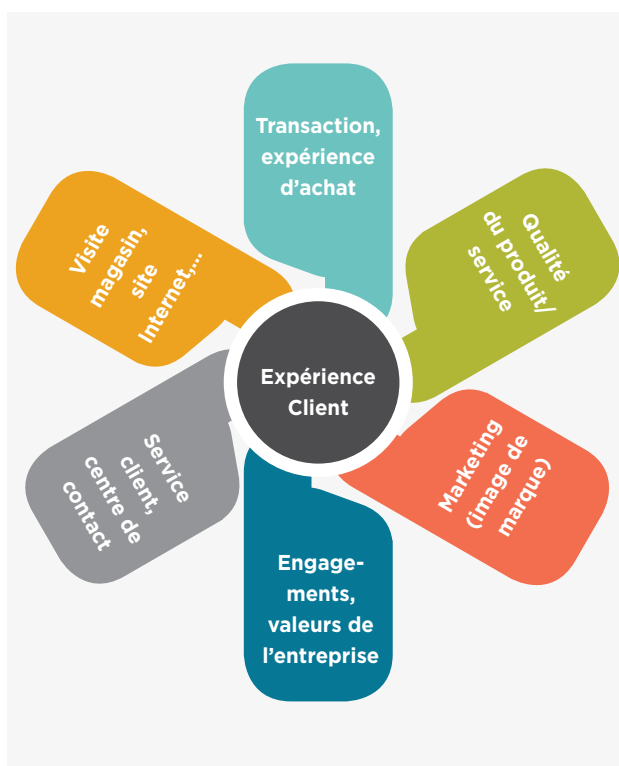 Transaction,
expérience
d'achat
Qualité
du produit/
service
Marketing
(image de
marque)
Engage-
ments,
valeurs de
l'entreprise
Service
client,
centre de
contact
Visite
magasin,
site
Internet,...
Expérience
Client